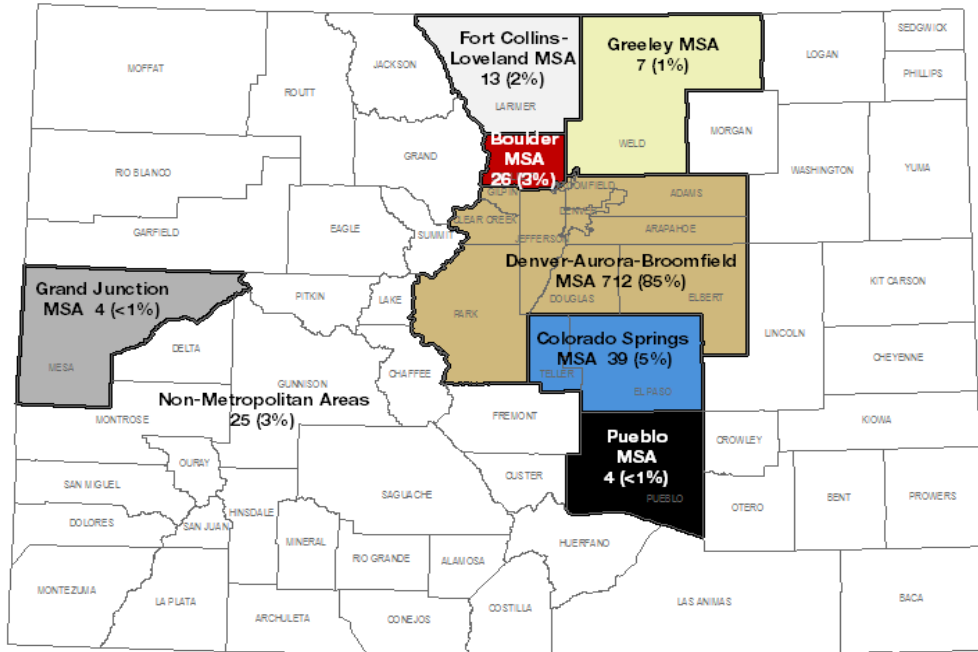 SEDGWICK
LOGAN
PHILLIPS
MOFFAT
JACKSON
ROUTT
Fort Collins-
Loveland MSA
13 (2%)
LARIMER
Greeley MSA
7 (1%)
WELD
MORGAN
WASHINGTON
YUMA
GRAND
RIO BLANCO
Boulder
MSA
26 (3%)
GARFIELD
EAGLE
SUMMIT
GILPIN
CLEAR CREEK
JEFFERSON
DENVER
ADAMS
ARAPAHOE
Denver-Aurora-Broomfield
MSA 712 (85%)
DOUGLAS
ELBERT
PARK
KIT CARSON
Grand Junction
MSA 4 (<1%)
MESA
PITKIN
LAKE
DELTA
LINCOLN
CHEYENNE
Colorado Springs
MSA 39 (5%)
TELLER
EL PASO
GUNNISON
CHAFFEE
Non-Metropolitan Areas
25 (3%)
MONTROSE
FREMONT
Pueblo
MSA
4 (<1%)
PUEBLO
CROWLEY
KIOWA
OURAY
SAN MIGUEL
CUSTER
SAGUACHE
OTERO
BENT
PROWERS
DOLORES
SAN JUAN
HINSDALE
MINERAL
RIO GRANDE
ALAMOSA
HUERFANO
MONTEZUMA
LA PLATA
ARCHULETA
CONEJOS
COSTILLA
LAS ANIMAS
BACA